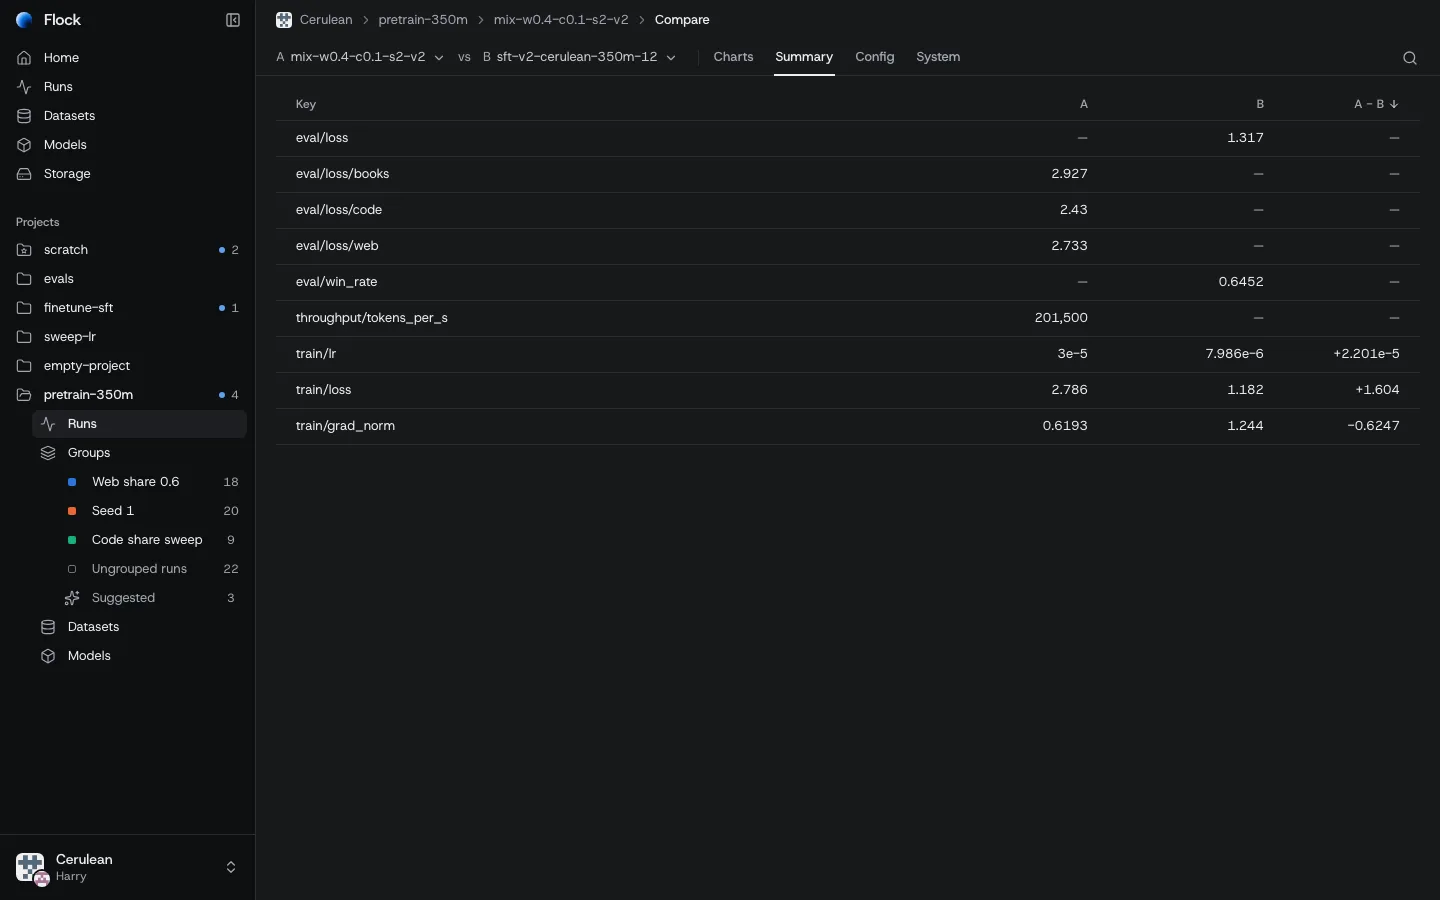 Flock
Home
Runs
Datasets
Models
Storage
Projects
scratch 2
evals
finetune-sft 1
sweep-lr
empty-project
pretrain-350m 4
Runs
Groups
Web share 0.6 18
Seed 1 20
Code share sweep 9
Ungrouped runs 22
Suggested 3
Datasets
Models
Cerulean
Harry
Cerulean > pretrain-350m > mix-w0.4-c0.1-s2-v2 > Compare
A mix-w0.4-c0.1-s2-v2 vs B sft-v2-cerulean-350m-12 Charts Summary Config System
Key A B A - B ↓
eval/loss — 1.317 —
eval/loss/books 2.927 — —
eval/loss/code 2.43 — —
eval/loss/web 2.733 — —
eval/win_rate — 0.6452 —
throughput/tokens_per_s 201,500 — —
train/lr 3e-5 7.986e-6 +2.201e-5
train/loss 2.786 1.182 +1.604
train/grad_norm 0.6193 1.244 -0.6247